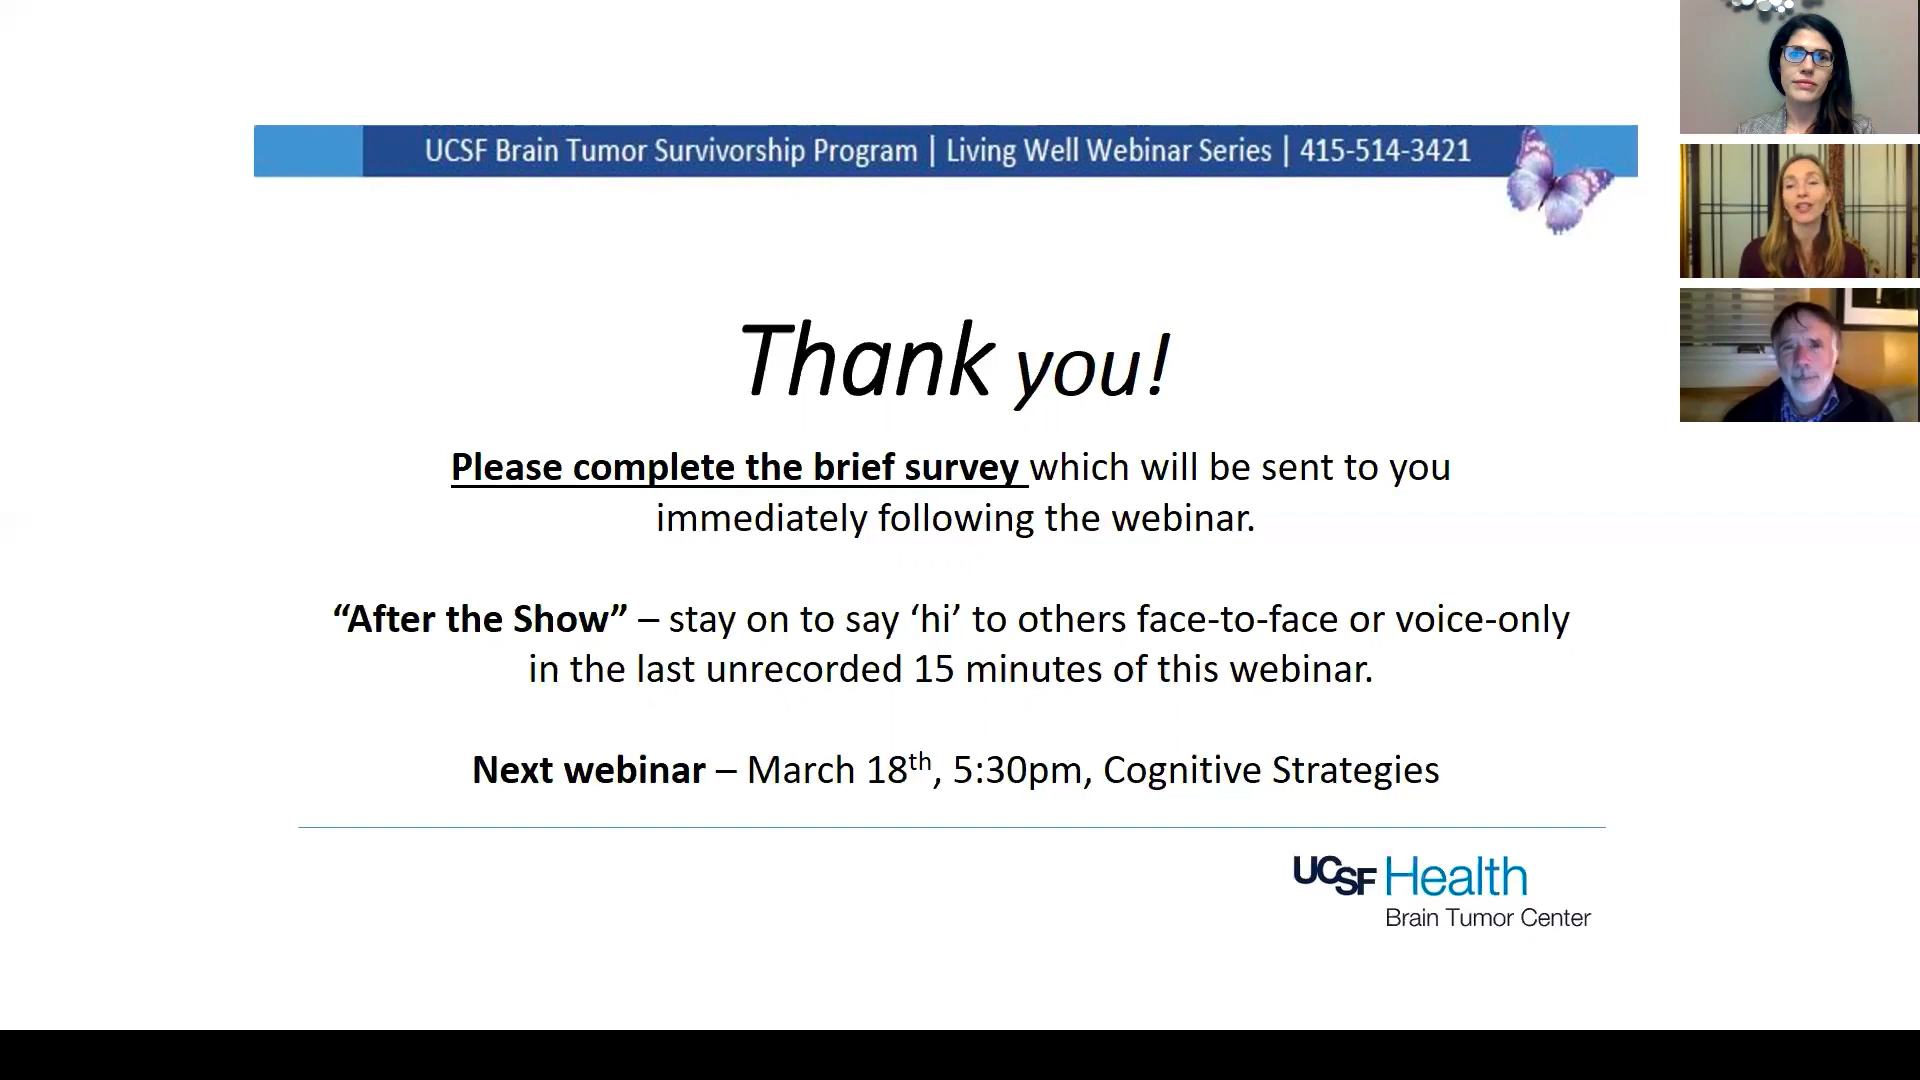 UCSF Brain Tumor Survivorship Program | Living Well Webinar Series | 415-514-3421
Thank you!
Please complete the brief survey which will be sent to you
immediately following the webinar.
“After the Show” – stay on to say ‘hi’ to others face-to-face or voice-only
in the last unrecorded 15 minutes of this webinar.
Next webinar – March 18th, 5:30pm, Cognitive Strategies
UCSF Health
Brain Tumor Center